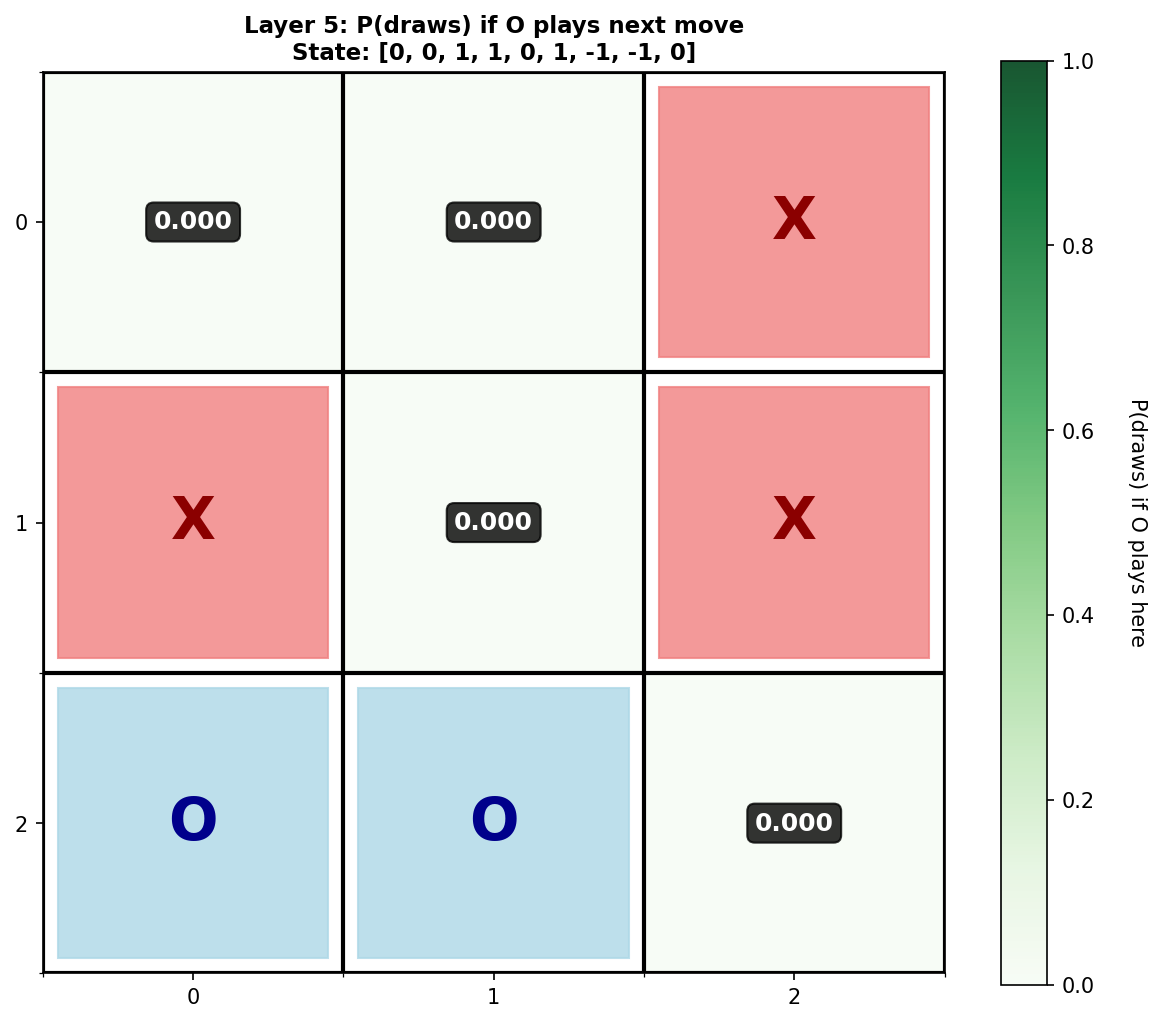 Layer 5: P(draws) if O plays next move
State: [0, 0, 1, 1, 0, 1, -1, -1, 0]
0
0.000
0.000
X
1
X
0.000
X
2
O
O
0.000
0
1
2
1.0
0.8
0.6
0.4
0.2
0.0
P(draws) if O plays here